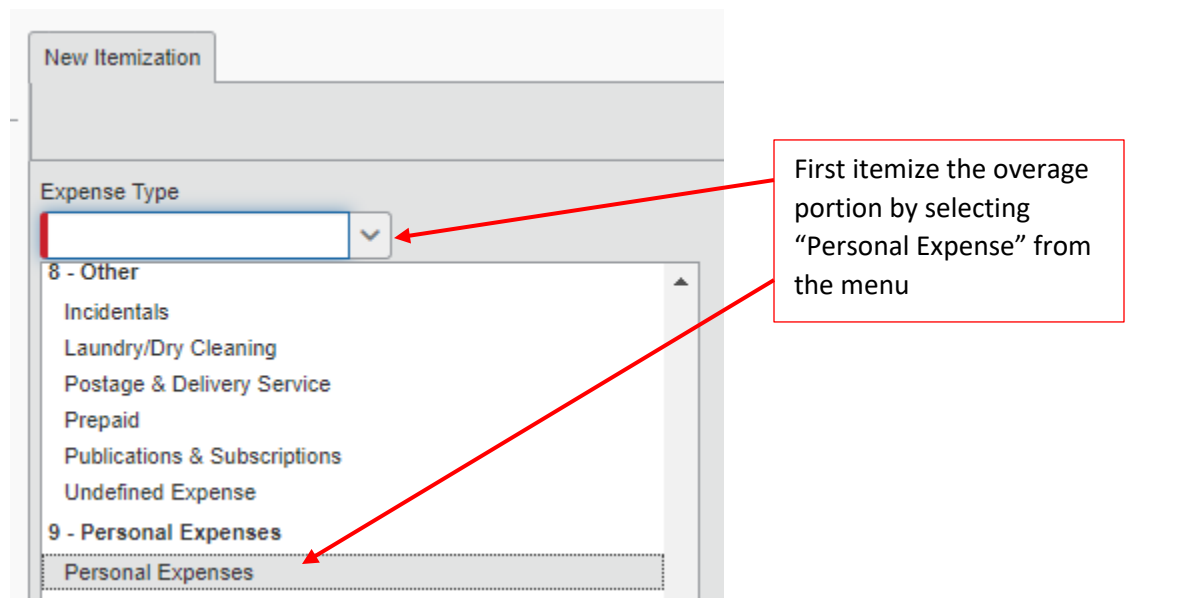 New Itemization
Expense Type
8 - Other
Incidentals
Laundry/Dry Cleaning
Postage & Delivery Service
Prepaid
Publications & Subscriptions
Undefined Expense
9 - Personal Expenses
Personal Expenses
First itemize the overage
portion by selecting
“Personal Expense” from
the menu